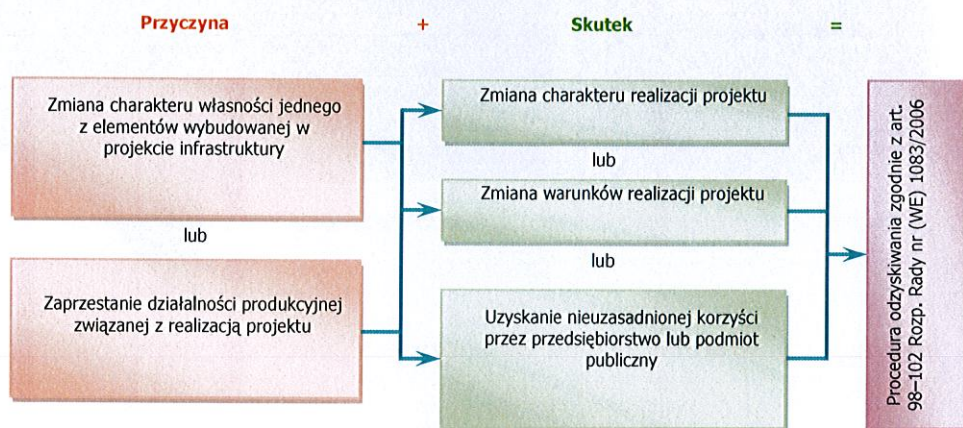 Przyczyna + Skutek =
Zmiana charakteru własności jednego
z elementów wybudowanej w
projekcie infrastruktury
lub
Zaprzestanie działalności produkcyjnej
związanej z realizacją projektu
Zmiana charakteru realizacji projektu
lub
Zmiana warunków realizacji projektu
lub
Uzyskanie nieuzasadnionej korzyści
przez przedsiębiorstwo lub podmiot
publiczny
Procedura odzyskiwania zgodnie z art.
98–102 Rozp. Rady nr (WE) 1083/2006